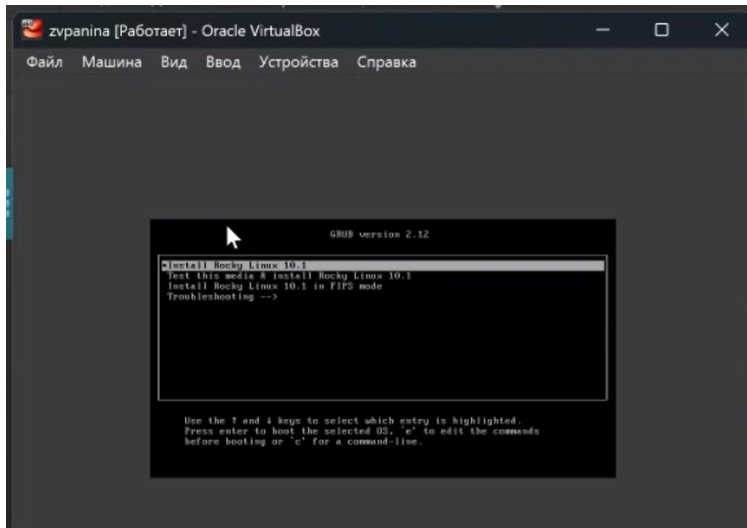 zvpanina [Работает] - Oracle VirtualBox
Файл Машина Вид Ввод Устройства Справка
GRUB version 2.12
*Install Rocky Linux 10.1
Test this media & install Rocky Linux 10.1
Install Rocky Linux 10.1 in FIPS mode
Troubleshooting -->
Use the ↑ and ↓ keys to select which entry is highlighted.
Press enter to boot the selected OS, `e' to edit the commands
before booting or `c' for a command-line.